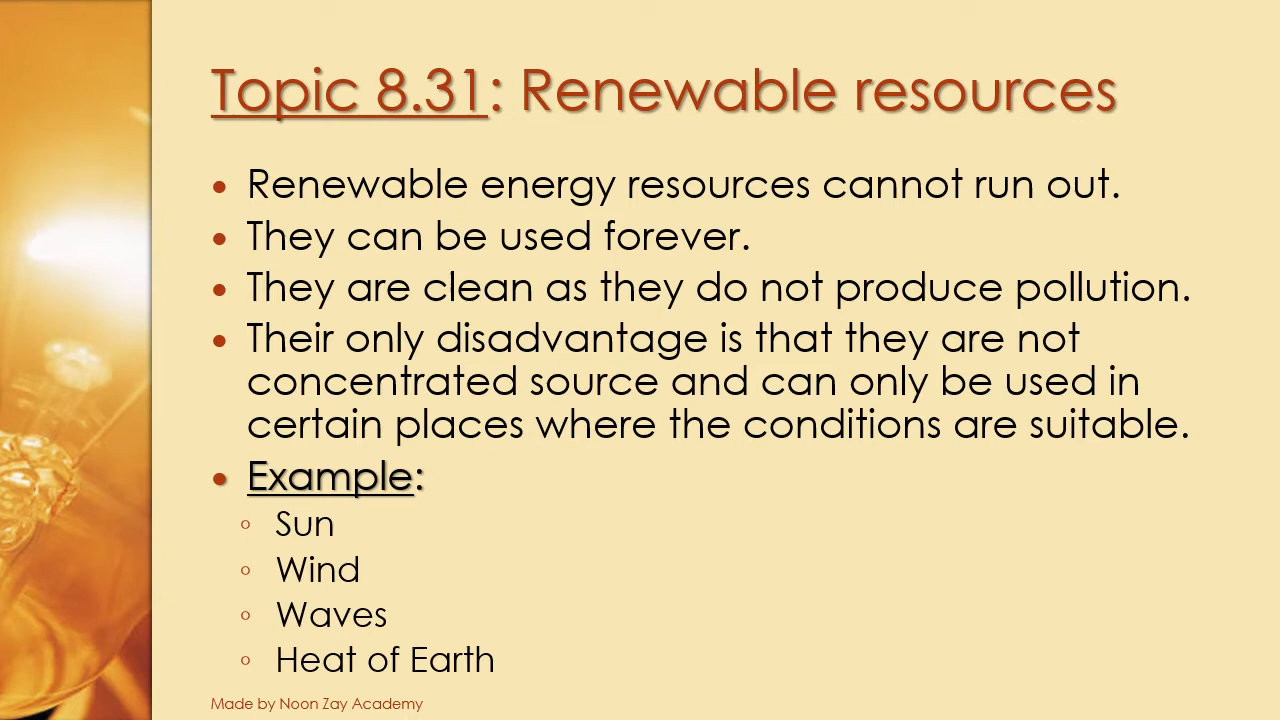 Topic 8.31: Renewable resources
• Renewable energy resources cannot run out.
• They can be used forever.
• They are clean as they do not produce pollution.
• Their only disadvantage is that they are not
concentrated source and can only be used in
certain places where the conditions are suitable.
• Example:
◦ Sun
◦ Wind
◦ Waves
◦ Heat of Earth
Made by Noon Zay Academy